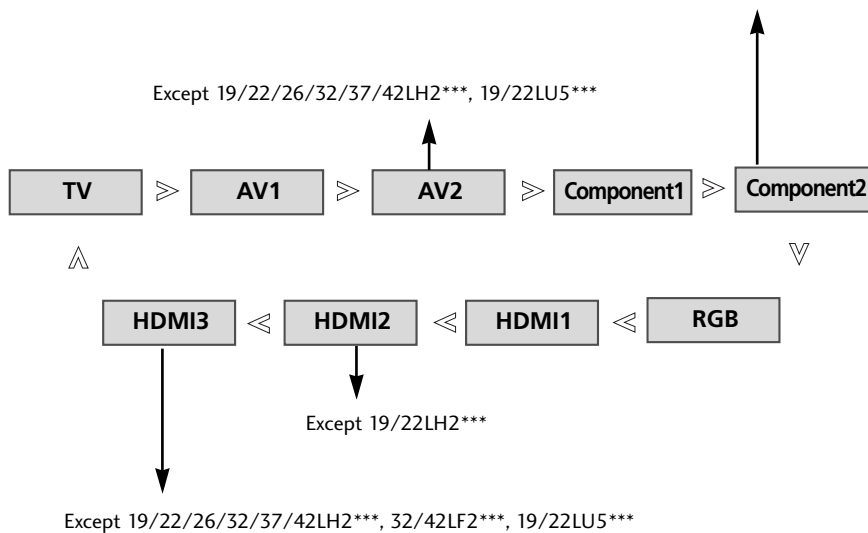 Except 19/22/26/32/37/42LH2***, 19/22LU5***
TV AV1 AV2 Component1 Component2
HDMI3 HDMI2 HDMI1 RGB
Except 19/22LH2***
Except 19/22/26/32/37/42LH2***, 32/42LF2***, 19/22LU5***